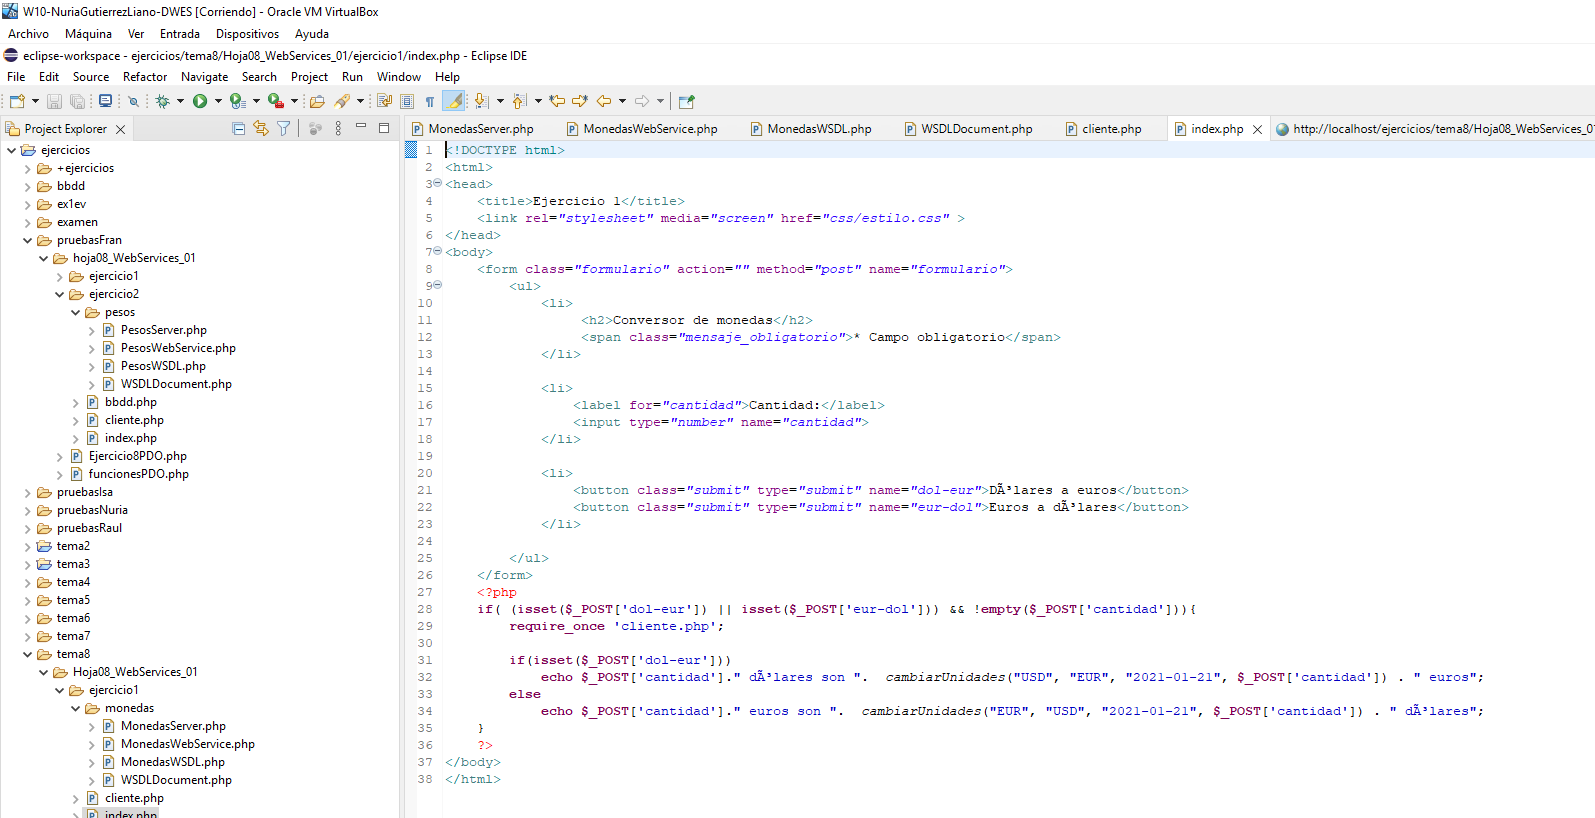 W10-NuriaGutierrezLiano-DWES [Corriendo] - Oracle VM VirtualBox
Archivo Máquina Ver Entrada Dispositivos Ayuda
eclipse-workspace - ejercicios/tema8/Hoja08_WebServices_01/ejercicio1/index.php - Eclipse IDE
File Edit Source Refactor Navigate Search Project Run Window Help
Project Explorer
ejercicios
+ejercicios
bbdd
ex1ev
examen
pruebasFran
hoja08_WebServices_01
ejercicio1
ejercicio2
pesos
PesosServer.php
PesosWebService.php
PesosWSDL.php
WSDLDocument.php
bbdd.php
cliente.php
index.php
Ejercicio8PDO.php
funcionesPDO.php
pruebasIsa
pruebasNuria
pruebasRaul
tema2
tema3
tema4
tema5
tema6
tema7
tema8
Hoja08_WebServices_01
ejercicio1
monedas
MonedasServer.php
MonedasWebService.php
MonedasWSDL.php
WSDLDocument.php
cliente.php
index.php
MonedasServer.php MonedasWebService.php MonedasWSDL.php WSDLDocument.php cliente.php index.php http://localhost/ejercicios/tema8/Hoja08_WebServices_0
1 <!DOCTYPE html>
2 <html>
3 <head>
4 <title>Ejercicio 1</title>
5 <link rel="stylesheet" media="screen" href="css/estilo.css" >
6 </head>
7 <body>
8 <form class="formulario" action="" method="post" name="formulario">
9 <ul>
10 <li>
11 <h2>Conversor de monedas</h2>
12 <span class="mensaje_obligatorio">* Campo obligatorio</span>
13 </li>
14
15 <li>
16 <label for="cantidad">Cantidad:</label>
17 <input type="number" name="cantidad">
18 </li>
19
20 <li>
21 <button class="submit" type="submit" name="dol-eur">DÃ³lares a euros</button>
22 <button class="submit" type="submit" name="eur-dol">Euros a dÃ³lares</button>
23 </li>
24
25 </ul>
26 </form>
27 <?php
28 if( (isset($_POST['dol-eur']) || isset($_POST['eur-dol'])) && !empty($_POST['cantidad'])){
29 require_once 'cliente.php';
30
31 if(isset($_POST['dol-eur']))
32 echo $_POST['cantidad']." dÃ³lares son ". cambiarUnidades("USD", "EUR", "2021-01-21", $_POST['cantidad']) . " euros";
33 else
34 echo $_POST['cantidad']." euros son ". cambiarUnidades("EUR", "USD", "2021-01-21", $_POST['cantidad']) . " dÃ³lares";
35 }
36 ?>
37 </body>
38 </html>